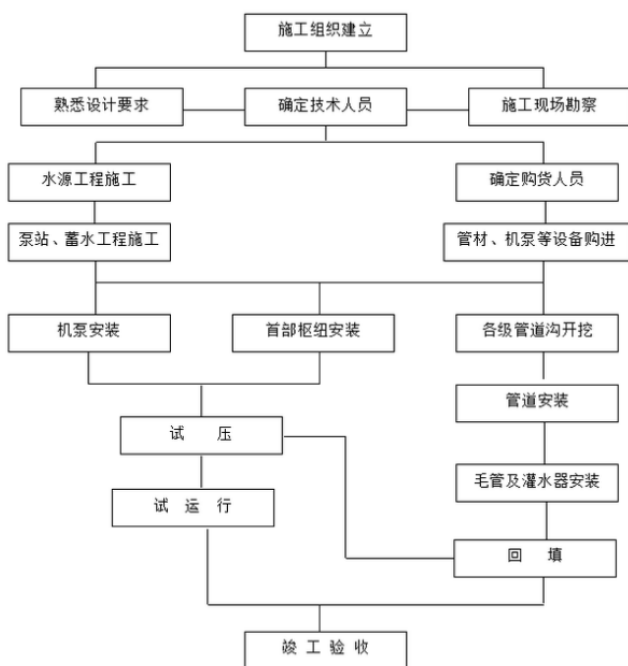 施工组织建立
熟悉设计要求
确定技术人员
施工现场勘察
水源工程施工
确定购货人员
泵站、蓄水工程施工
管材、机泵等设备购进
机泵安装
首部枢纽安装
各级管道沟开挖
管道安装
试 压
毛管及灌水器安装
试 运 行
回 填
竣 工 验 收